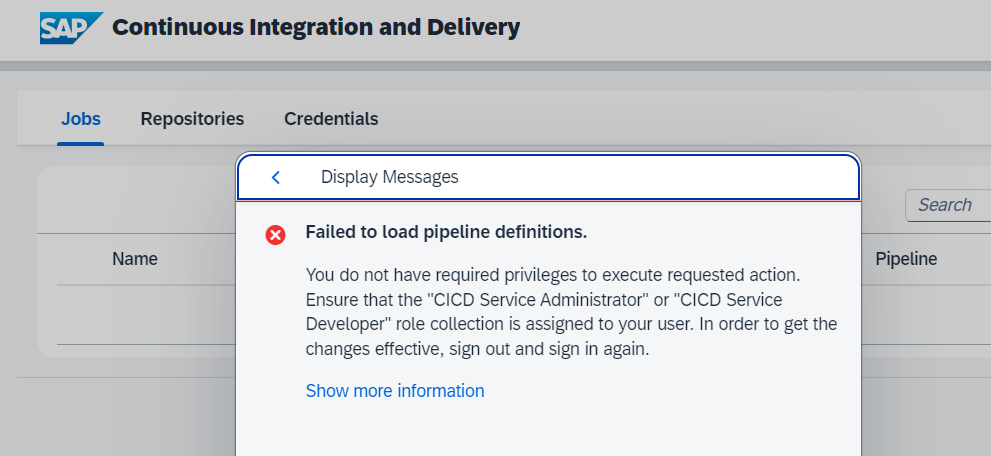 SAP Continuous Integration and Delivery
Jobs Repositories Credentials
Display Messages
Search
Failed to load pipeline definitions.
Name
Pipeline
You do not have required privileges to execute requested action.
Ensure that the "CICD Service Administrator" or "CICD Service
Developer" role collection is assigned to your user. In order to get the
changes effective, sign out and sign in again.
Show more information